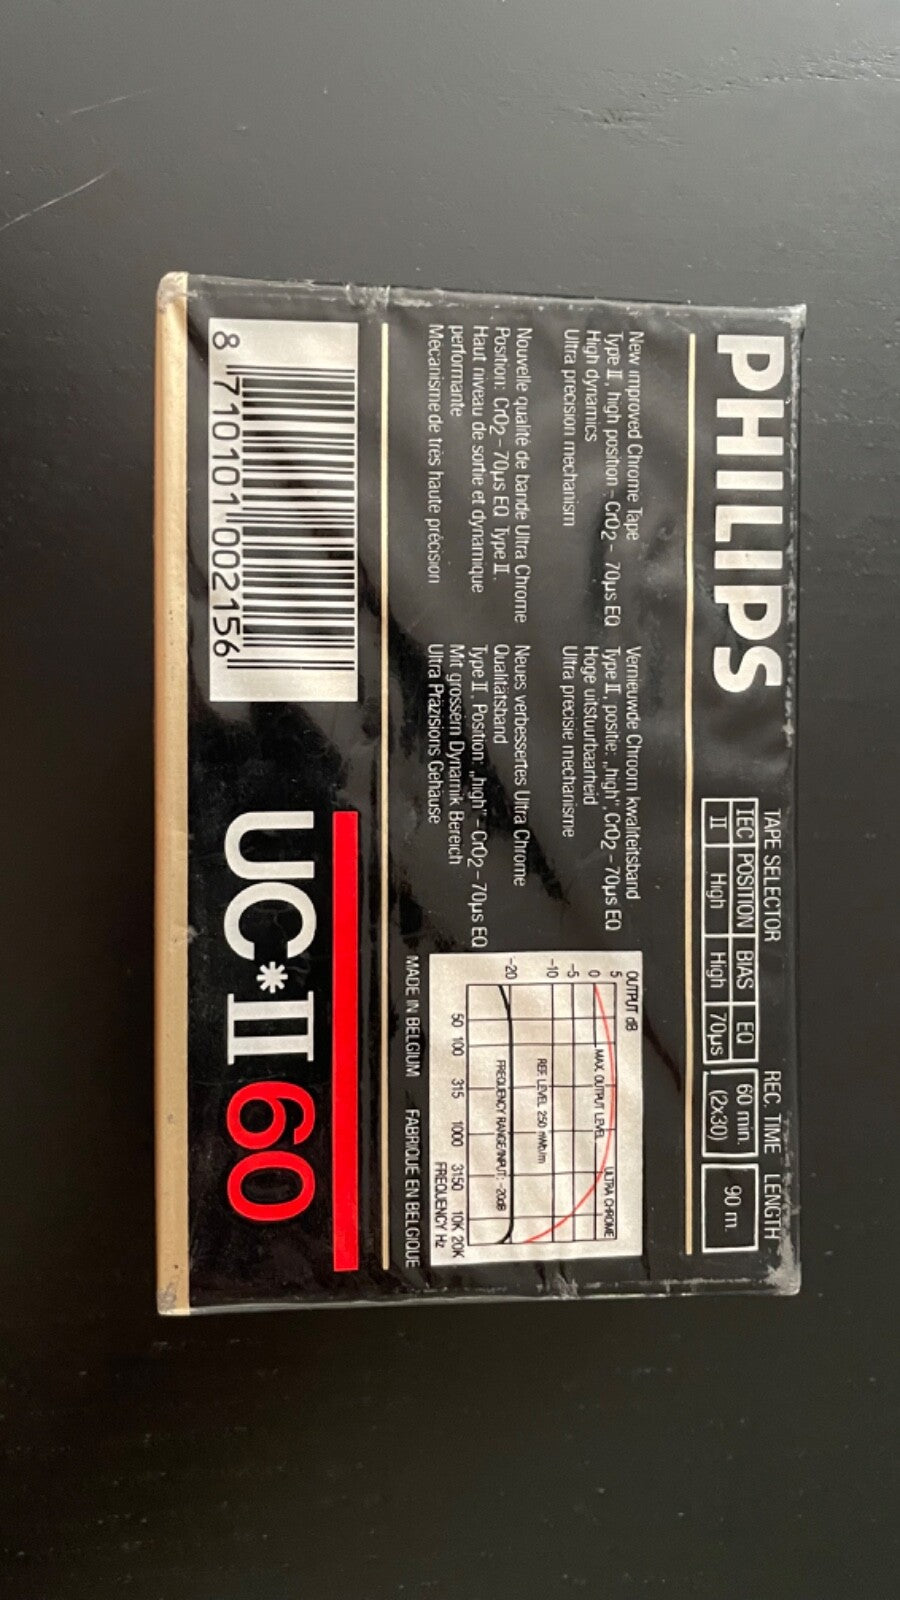 PHILIPS
TAPE SELECTOR
IEC POSITION BIAS EQ
II High High 70µs
REC. TIME
60 min.
(2x30)
LENGTH
90 m.
New improved Chrome Tape
Type II, high position - CrO2 - 70µs EQ
High dynamics
Ultra precision mechanism
Vernieuwde Chroom kwaliteitsband
Type II, positie: „high”, CrO2 - 70µs EQ
Hoge uitstuurbaarheid
Ultra precisie mechanisme
Nouvelle qualité de bande Ultra Chrome
Position: CrO2 - 70µs EQ Type II.
Haut niveau de sortie et dynamique
performante
Mecanisme de très haute précision
Neues verbessertes Ultra Chrome
Qualitätsband
Type II, Position: „high” - CrO2 - 70µs EQ
Mit grossem Dynamik Bereich
Ultra Präzisions Gehäuse
OUTPUT dB
5
0
-5
-10
-20
ULTRA CHROME
MAX. OUTPUT LEVEL
REF. LEVEL 250 nWb/m
FREQUENCY RANGE/INPUT: -20dB
50 100 315 1000 3150 10K 20K
FREQUENCY Hz
MADE IN BELGIUM FABRIQUE EN BELGIQUE
8 710101 002156
UC*II 60